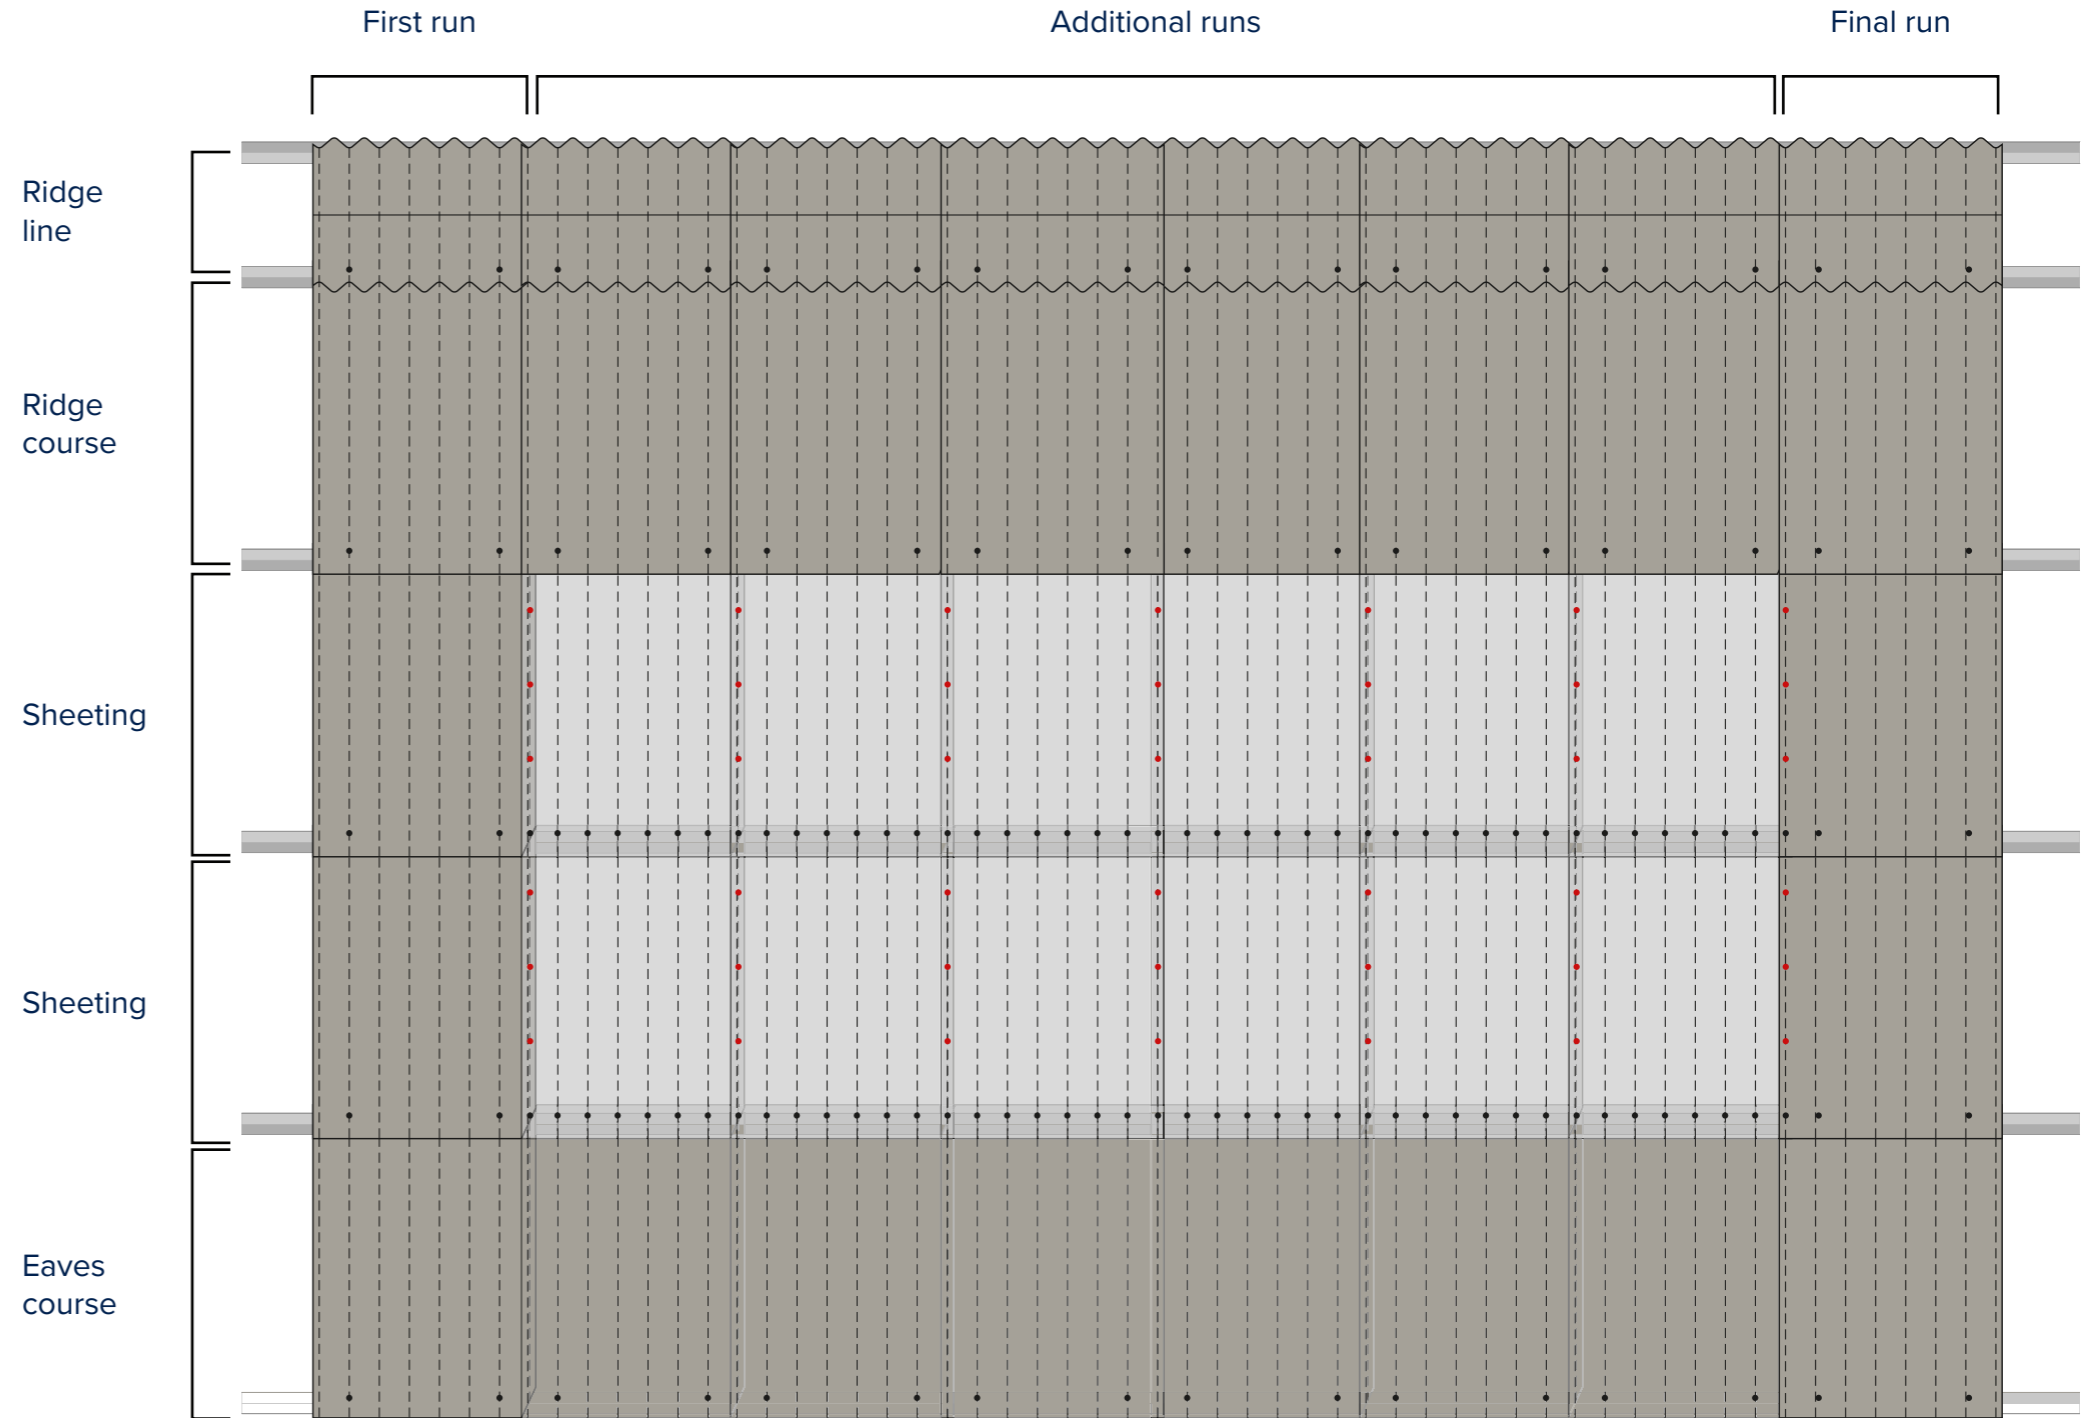 First run
Additional runs
Final run
Ridge
line
Ridge
course
Sheeting
Sheeting
Eaves
course